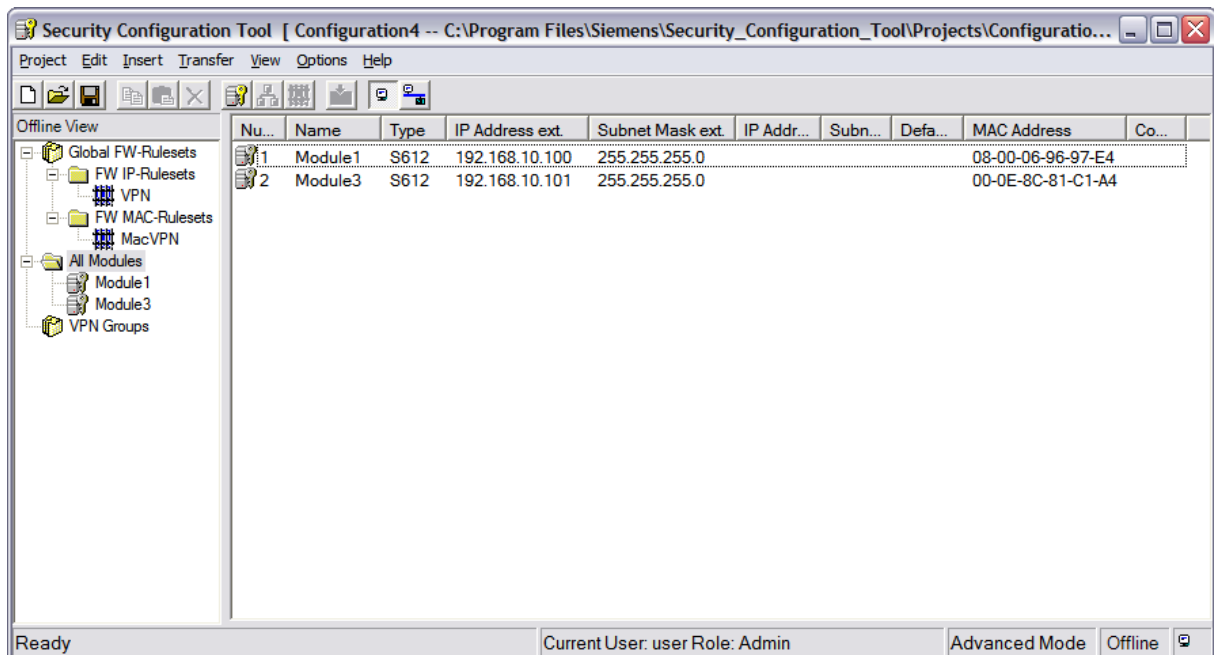 Security Configuration Tool [ Configuration4 -- C:\Program Files\Siemens\Security_Configuration_Tool\Projects\Configuratio...
Project Edit Insert Transfer View Options Help
Offline View
Global FW-Rulesets
FW IP-Rulesets
VPN
FW MAC-Rulesets
MacVPN
All Modules
Module1
Module3
VPN Groups
Nu... Name Type IP Address ext. Subnet Mask ext. IP Addr... Subn... Defa... MAC Address Co...
1 Module1 S612 192.168.10.100 255.255.255.0 08-00-06-96-97-E4
2 Module3 S612 192.168.10.101 255.255.255.0 00-0E-8C-81-C1-A4
Ready Current User: user Role: Admin Advanced Mode Offline